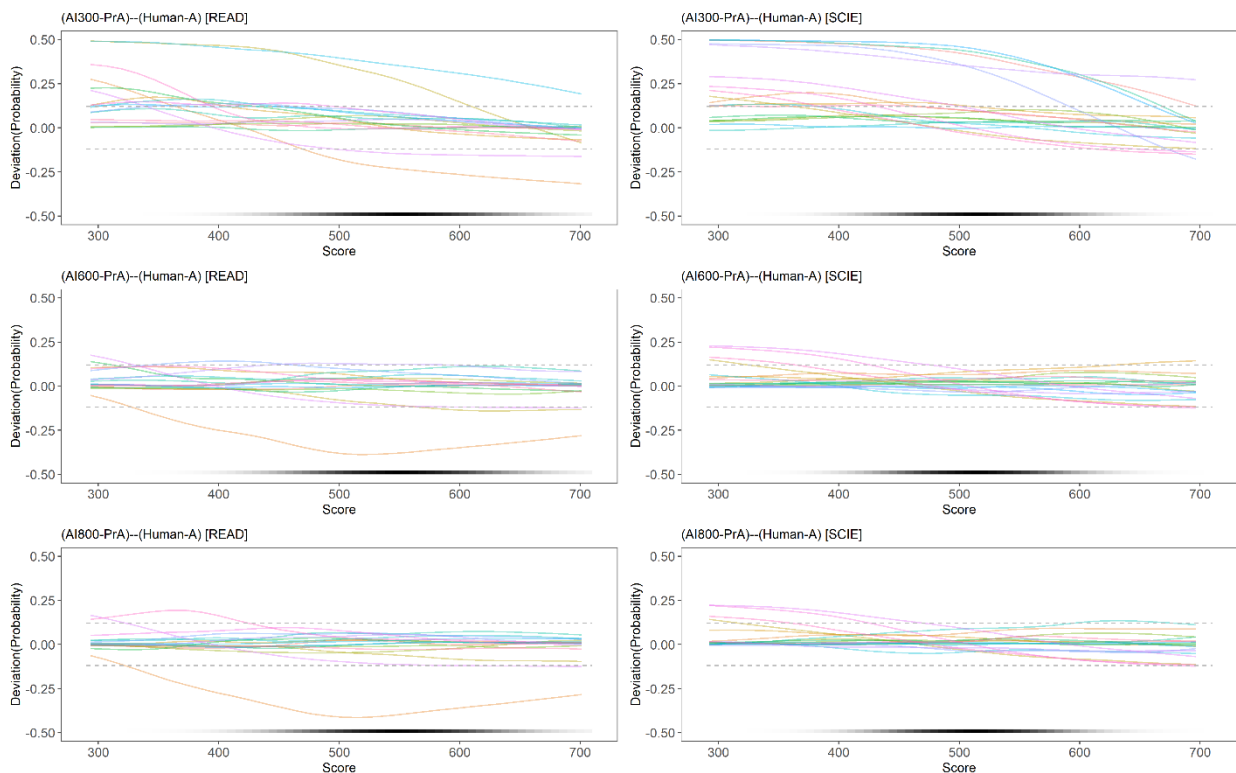 (AI300-PrA)--(Human-A) [READ]
0.50
0.25
0.00
-0.25
-0.50
Deviation(Probability)
300 400 500 600 700
Score
(AI300-PrA)--(Human-A) [SCIE]
0.50
0.25
0.00
-0.25
-0.50
Deviation(Probability)
300 400 500 600 700
Score
(AI600-PrA)--(Human-A) [READ]
0.50
0.25
0.00
-0.25
-0.50
Deviation(Probability)
300 400 500 600 700
Score
(AI600-PrA)--(Human-A) [SCIE]
0.50
0.25
0.00
-0.25
-0.50
Deviation(Probability)
300 400 500 600 700
Score
(AI800-PrA)--(Human-A) [READ]
0.50
0.25
0.00
-0.25
-0.50
Deviation(Probability)
300 400 500 600 700
Score
(AI800-PrA)--(Human-A) [SCIE]
0.50
0.25
0.00
-0.25
-0.50
Deviation(Probability)
300 400 500 600 700
Score